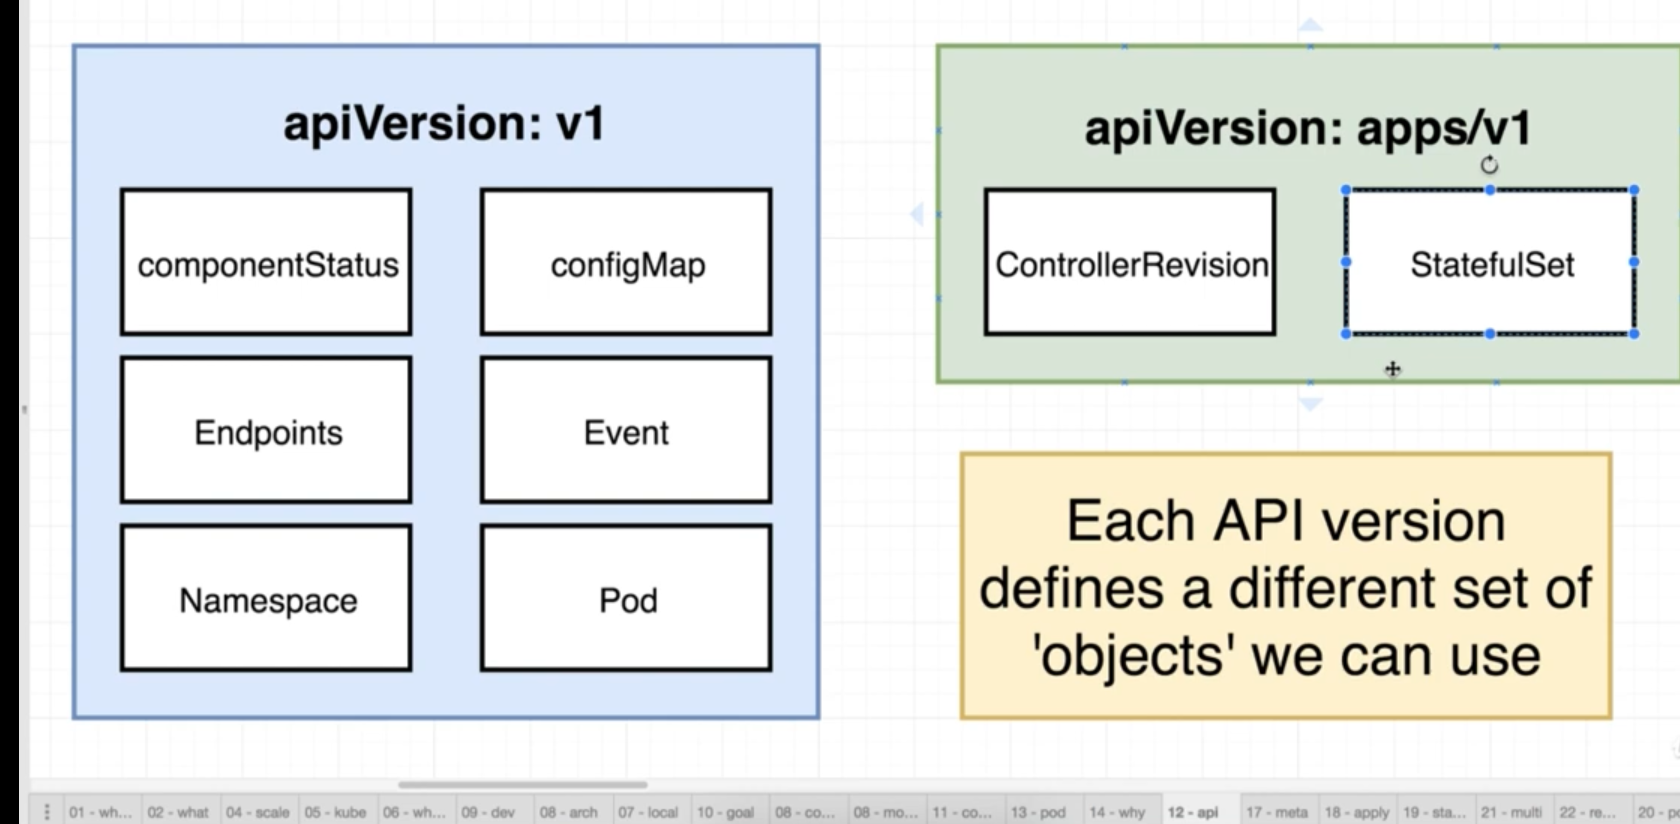 apiVersion: v1
componentStatus
configMap
Endpoints
Event
Namespace
Pod
apiVersion: apps/v1
ControllerRevision
StatefulSet
Each API version
defines a different set of
'objects' we can use
01 - wh...
02 - what
04 - scale
05 - kube
06 - wh...
09 - dev
08 - arch
07 - local
10 - goal
08 - co...
08 - mo...
11 - co...
13 - pod
14 - why
12 - api
17 - meta
18 - apply
19 - sta...
21 - multi
22 - re...